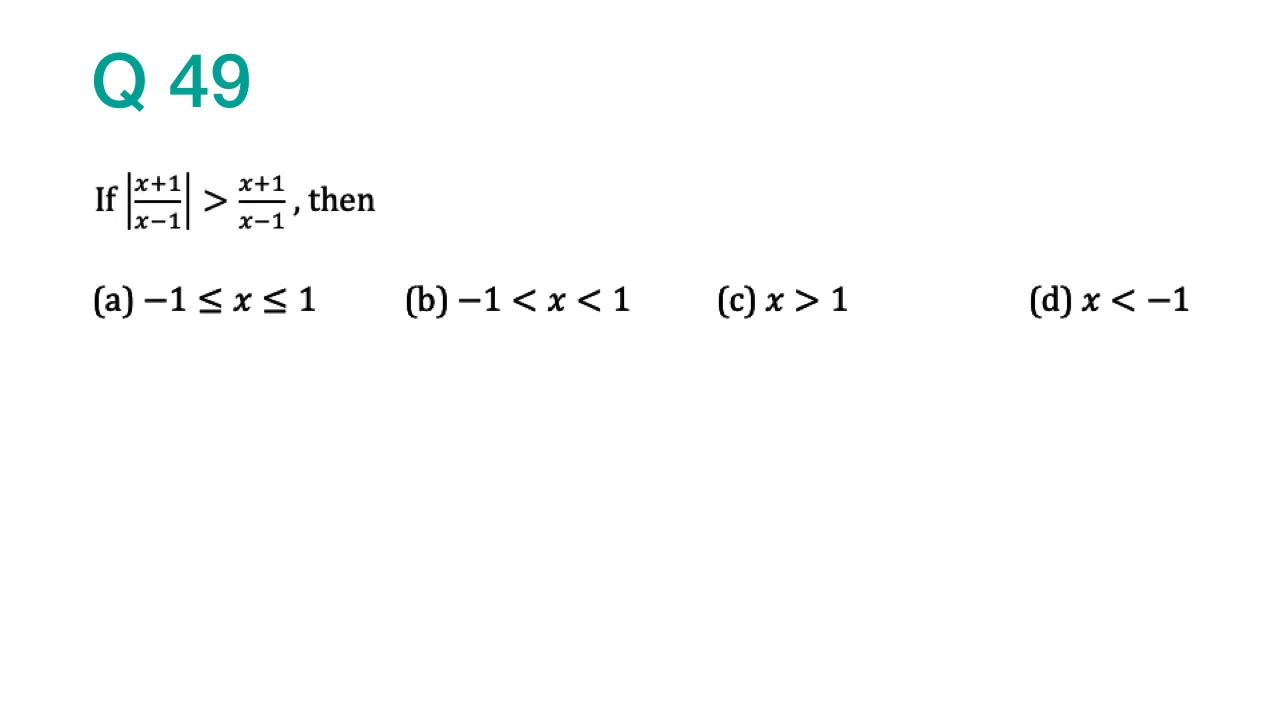 Q 49
If |x+1/x−1| > x+1/x−1, then
(a) −1 ≤ x ≤ 1 (b) −1 < x < 1 (c) x > 1 (d) x < −1